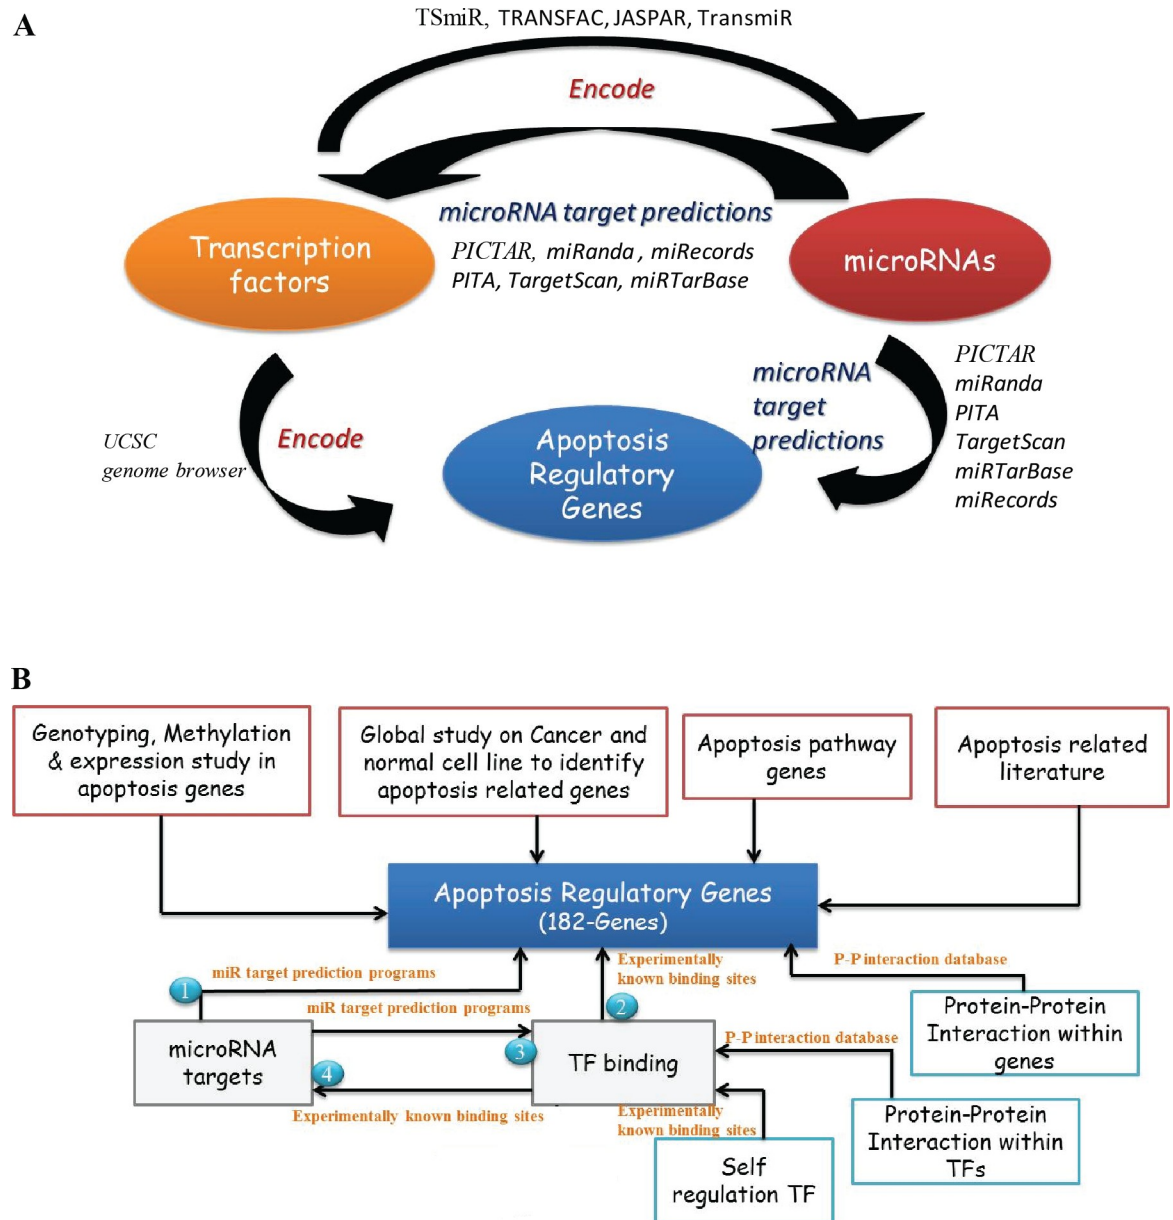 A
TSmiR, TRANSFAC, JASPAR, TransmiR
Encode
microRNA target predictions
PICTAR, miRanda , miRecords
PITA, TargetScan, miRTarBase
Transcription
factors
microRNAs
PICTAR
miRanda
PITA
TargetScan
miRTarBase
miRecords
microRNA
target
predictions
UCSC
genome browser
Encode
Apoptosis
Regulatory
Genes
B
Genotyping, Methylation
& expression study in
apoptosis genes
Global study on Cancer and
normal cell line to identify
apoptosis related genes
Apoptosis pathway
genes
Apoptosis related
literature
Apoptosis Regulatory Genes
(182-Genes)
1
miR target prediction programs
Experimentally
known binding sites
2
P-P interaction database
miR target prediction programs
Protein-Protein
Interaction within
genes
microRNA
targets
3
4
TF binding
P-P interaction database
Experimentally known binding sites
Experimentally
known binding sites
Protein-Protein
Interaction within
TFs
Self
regulation TF